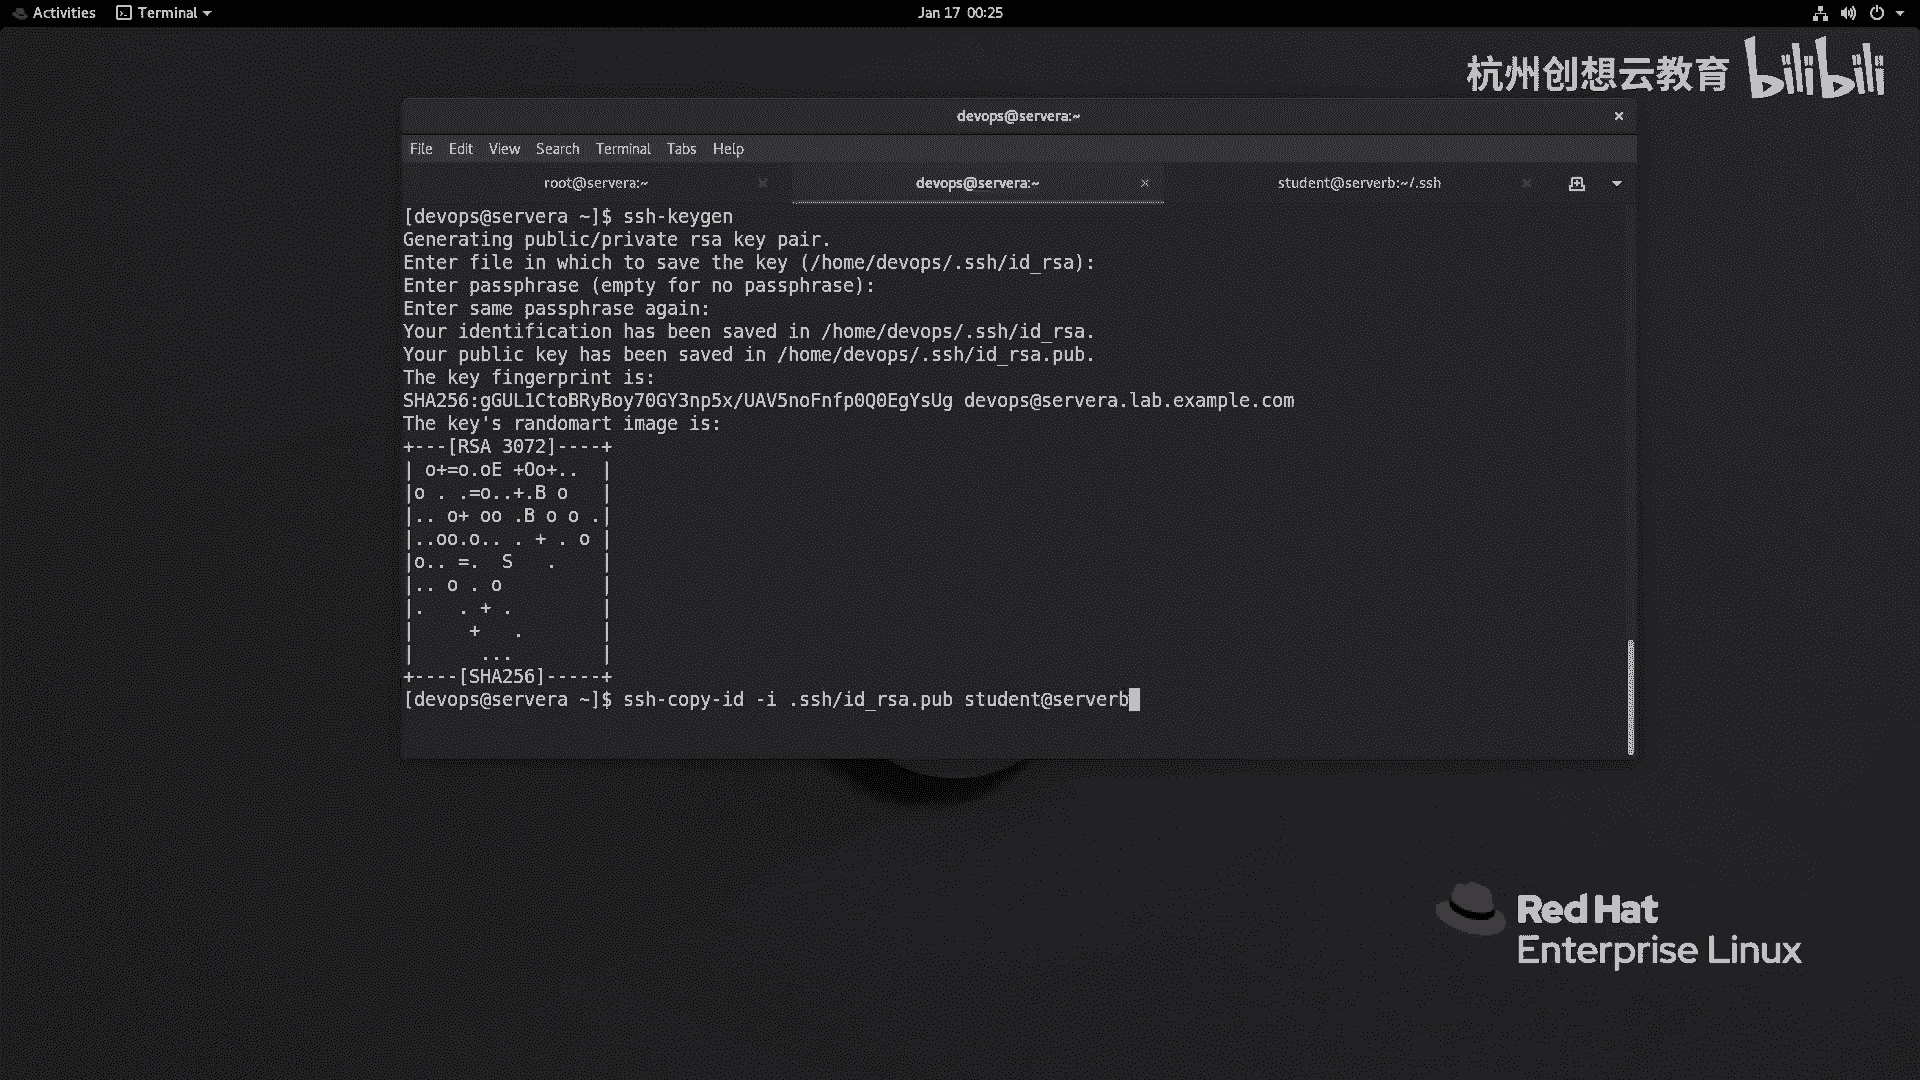 Activities Terminal Jan 17 00:25
杭州创想云教育 bilibili
devops@servera:~
File Edit View Search Terminal Tabs Help
root@servera:~ devops@servera:~ student@serverb:~/.ssh
[devops@servera ~]$ ssh-keygen
Generating public/private rsa key pair.
Enter file in which to save the key (/home/devops/.ssh/id_rsa):
Enter passphrase (empty for no passphrase):
Enter same passphrase again:
Your identification has been saved in /home/devops/.ssh/id_rsa.
Your public key has been saved in /home/devops/.ssh/id_rsa.pub.
The key fingerprint is:
SHA256:gGUL1CtoBRyBoy70GY3np5x/UAV5noFnfp0Q0EgYsUg devops@servera.lab.example.com
The key's randomart image is:
+---[RSA 3072]----+
| o+=o.oE +Oo+..  |
|o . .=o..+.B o   |
|.. o+ oo .B o o .|
|..oo.o.. . + . o |
|o.. =.  S   .    |
|.. o . o         |
|.   . + .        |
|     +   .       |
|      ...        |
+----[SHA256]-----+
[devops@servera ~]$ ssh-copy-id -i .ssh/id_rsa.pub student@serverb
Red Hat
Enterprise Linux